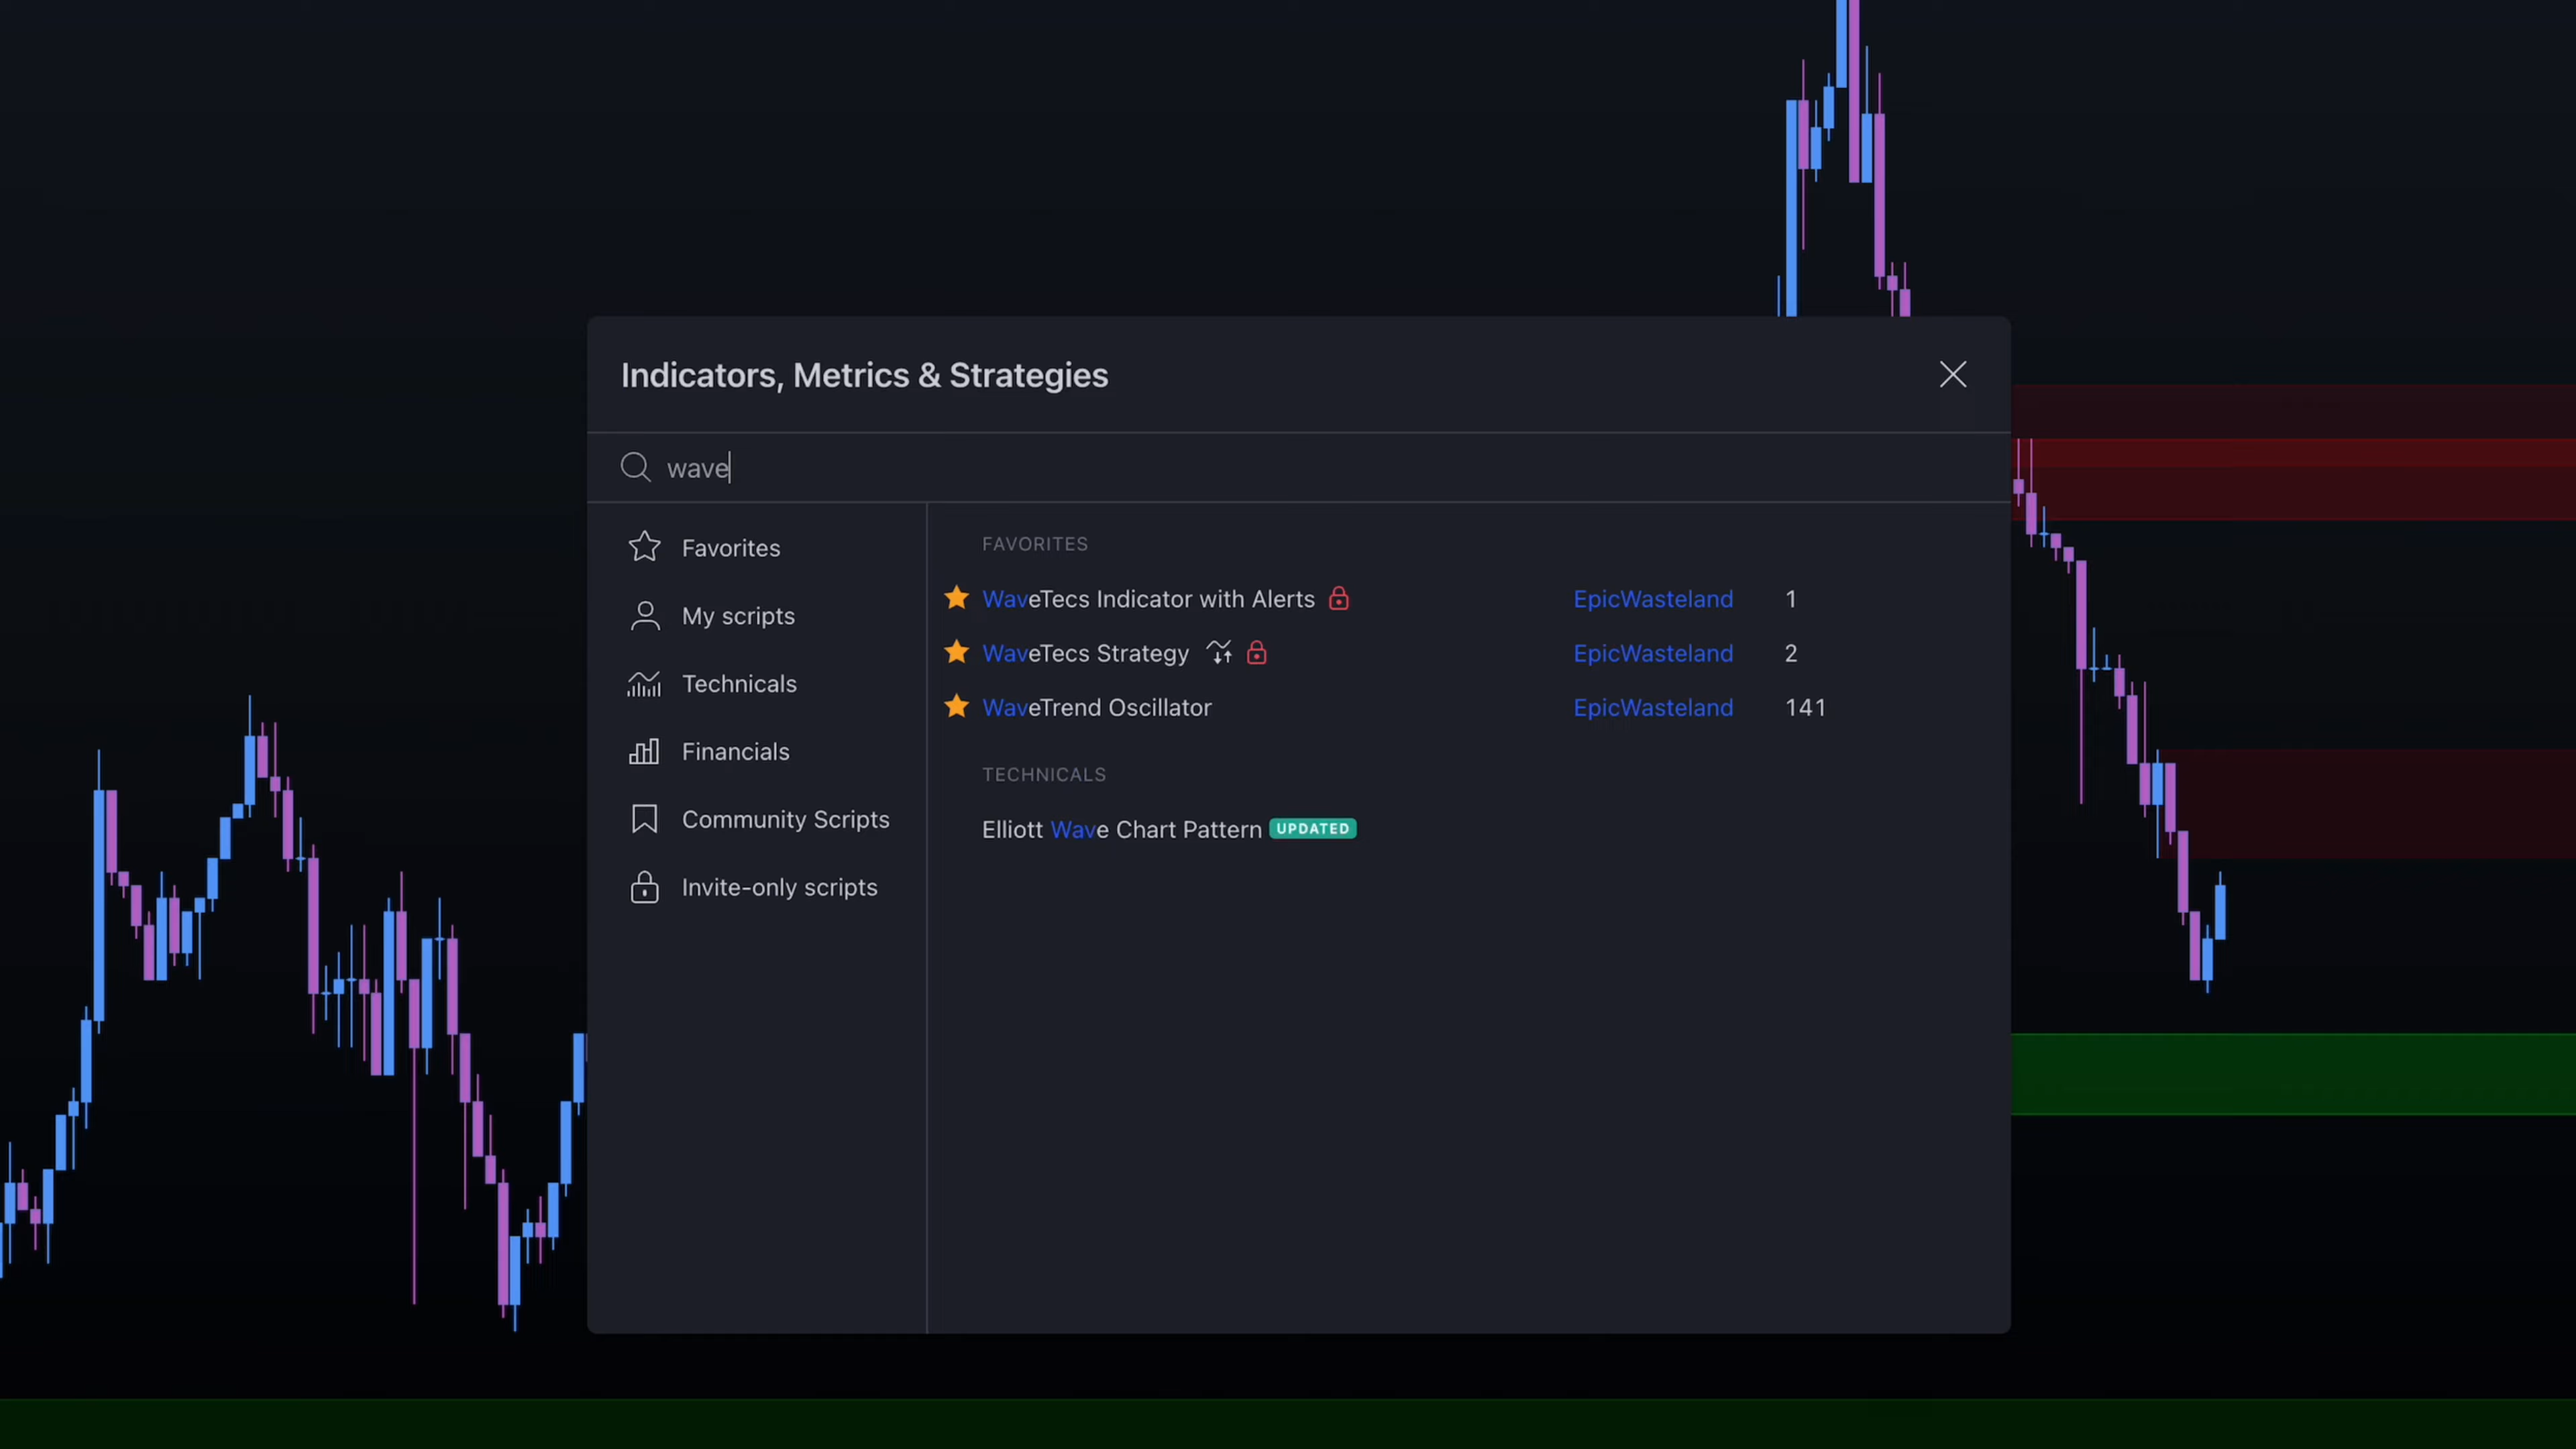 Indicators, Metrics & Strategies
wave
Favorites
My scripts
Technicals
Financials
Community Scripts
Invite-only scripts
FAVORITES
WaveTecs Indicator with Alerts EpicWasteland 1
WaveTecs Strategy EpicWasteland 2
WaveTrend Oscillator EpicWasteland 141
TECHNICALS
Elliott Wave Chart Pattern UPDATED